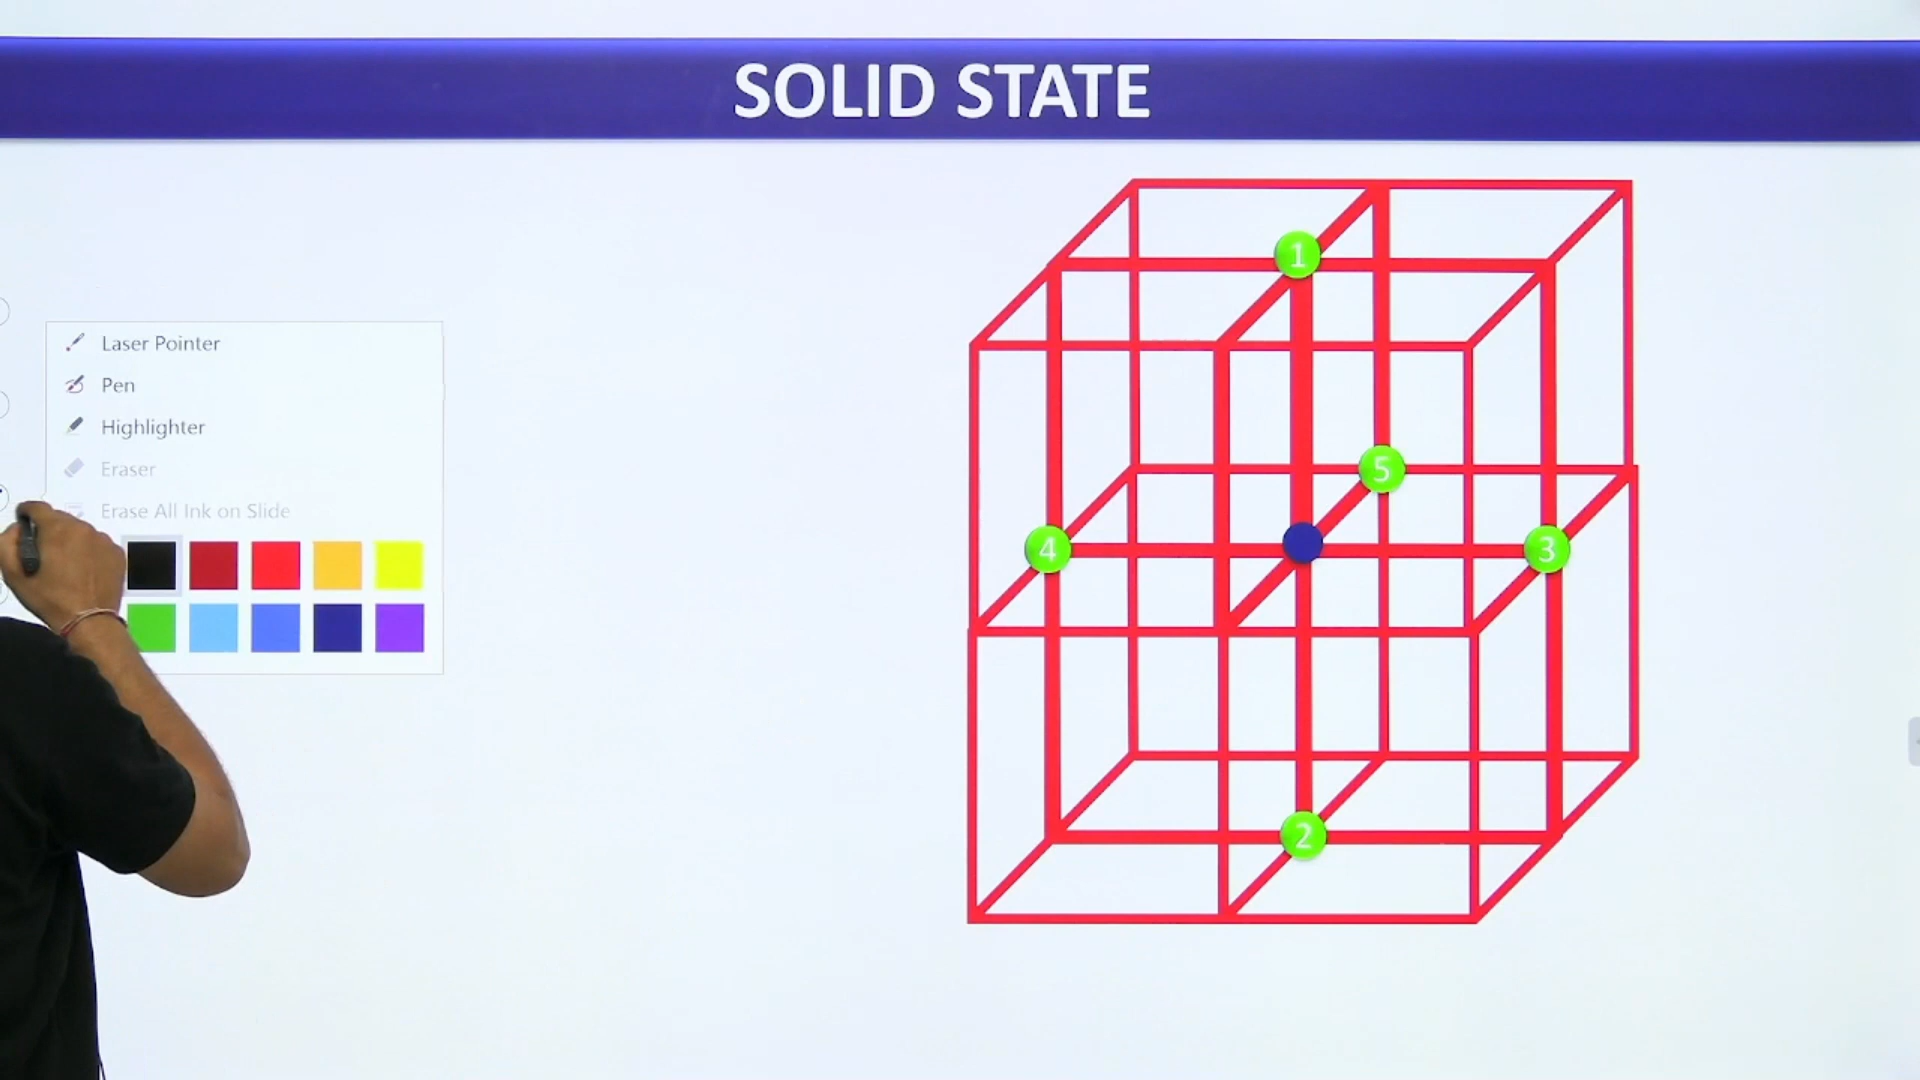 SOLID STATE
Laser Pointer
Pen
Highlighter
Eraser
Erase All Ink on Slide
1
5
4
3
2